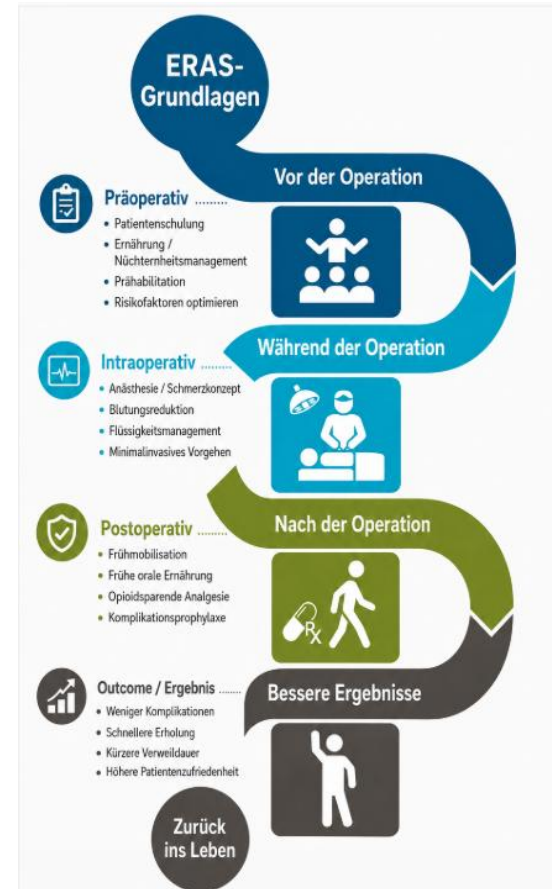 ERAS-
Grundlagen
Vor der Operation
Präoperativ ..........
• Patientenschulung
• Ernährung /
Nüchternheitsmanagement
• Prähabilitation
• Risikofaktoren optimieren
Während der Operation
Intraoperativ ..........
• Anästhesie / Schmerzkonzept
• Blutungsreduktion
• Flüssigkeitsmanagement
• Minimalinvasives Vorgehen
Nach der Operation
Postoperativ ..........
• Frühmobilisation
• Frühe orale Ernährung
• Opioidsparende Analgesie
• Komplikationsprophylaxe
Rx
Bessere Ergebnisse
Outcome / Ergebnis ........
• Weniger Komplikationen
• Schnellere Erholung
• Kürzere Verweildauer
• Höhere Patientenzufriedenheit
Zurück
ins Leben